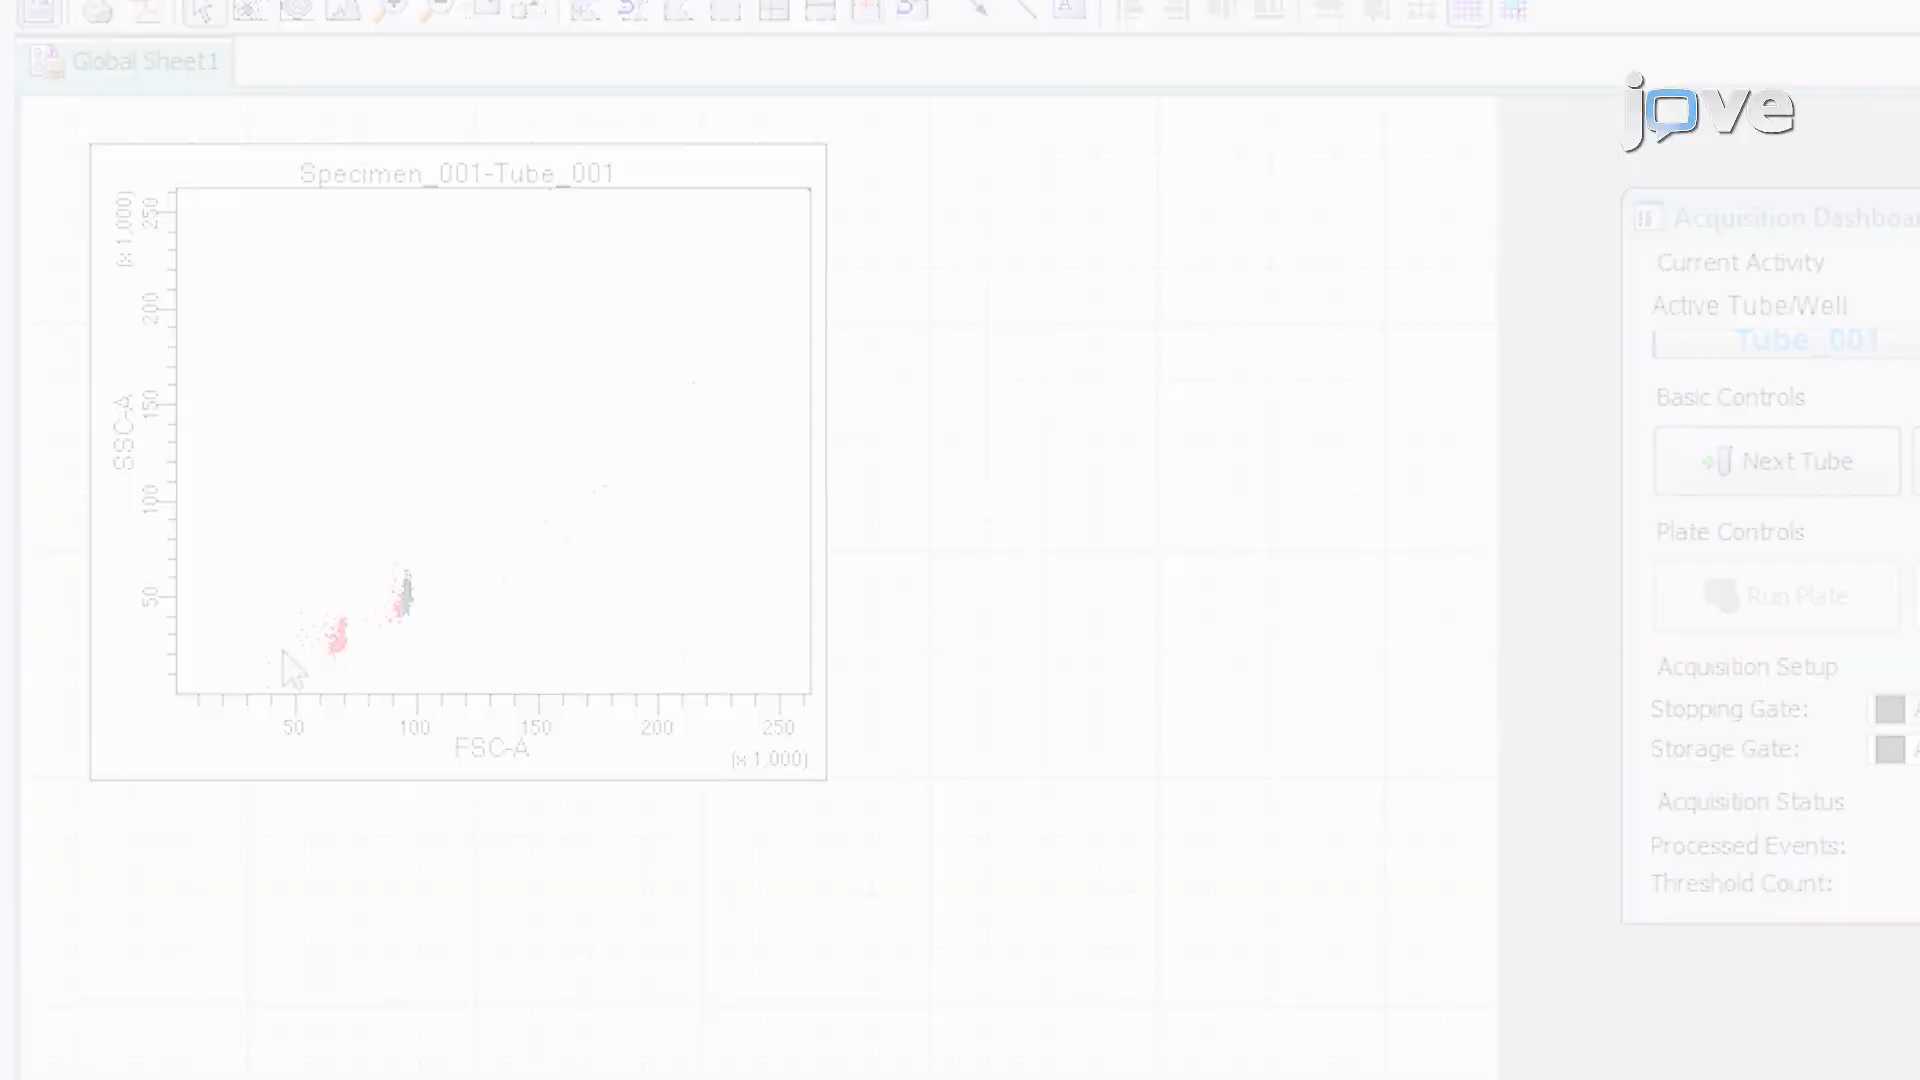 Global Sheet1
jove
Specimen_001-Tube_001
(x 1,000)
250
200
150
100
50
SSC-A
50
100
150
200
250
FSC-A
(x 1,000)
Acquisition
Current Activity
Active Tube/Well
Tube_001
Basic Controls
Next Tube
Plate Controls
Run Plate
Acquisition Setup
Stopping Gate:
Storage Gate:
Acquisition Status
Processed Events:
Threshold Count: